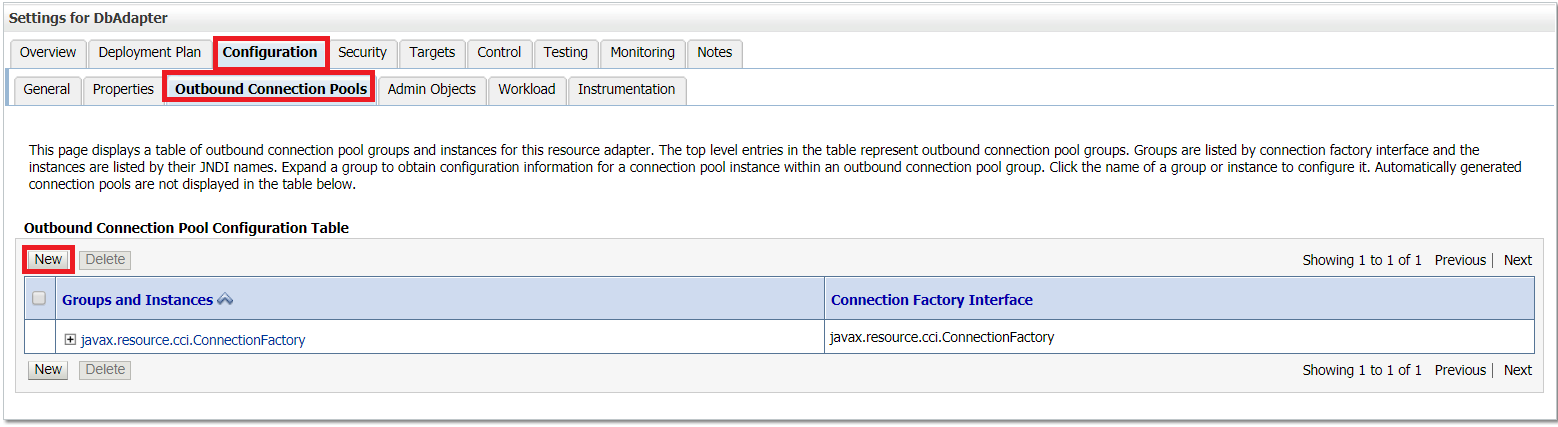 Settings for DbAdapter
Overview Deployment Plan Configuration Security Targets Control Testing Monitoring Notes
General Properties Outbound Connection Pools Admin Objects Workload Instrumentation
This page displays a table of outbound connection pool groups and instances for this resource adapter. The top level entries in the table represent outbound connection pool groups. Groups are listed by connection factory interface and the
instances are listed by their JNDI names. Expand a group to obtain configuration information for a connection pool instance within an outbound connection pool group. Click the name of a group or instance to configure it. Automatically generated
connection pools are not displayed in the table below.
Outbound Connection Pool Configuration Table
New Delete Showing 1 to 1 of 1 Previous | Next
Groups and Instances Connection Factory Interface
javax.resource.cci.ConnectionFactory javax.resource.cci.ConnectionFactory
New Delete Showing 1 to 1 of 1 Previous | Next